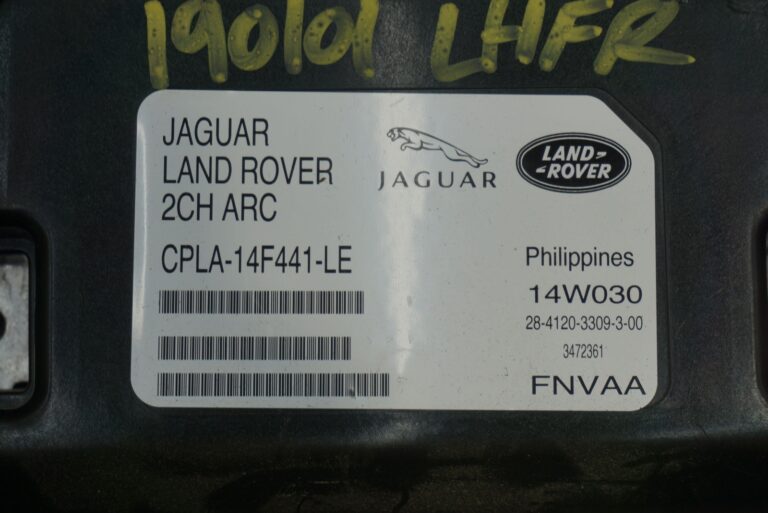 190101 LHFR
JAGUAR
LAND ROVER
2CH ARC
CPLA-14F441-LE
JAGUAR
LAND-
-ROVER
Philippines
14W030
28-4120-3309-3-00
3472361
FNVAA